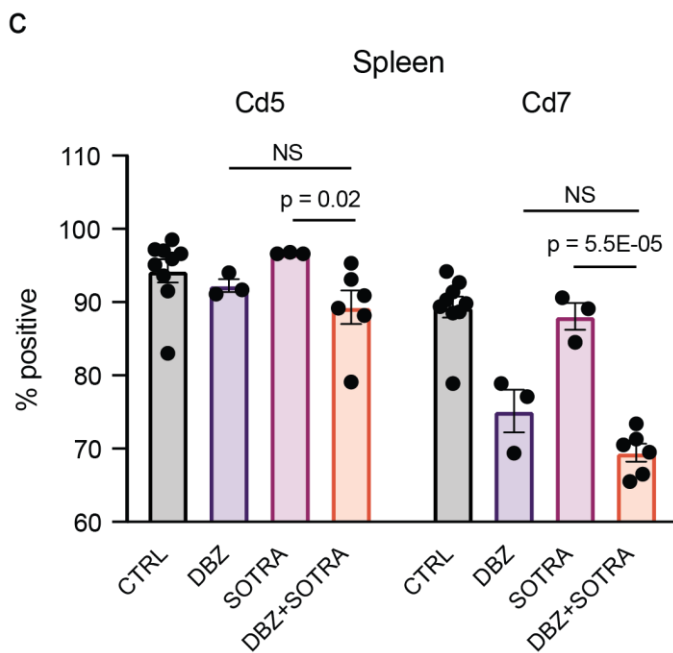 c
Spleen
Cd5 Cd7
% positive
110
100
90
80
70
60
NS
p = 0.02
NS
p = 5.5E-05
CTRL
DBZ
SOTRA
DBZ+SOTRA
CTRL
DBZ
SOTRA
DBZ+SOTRA